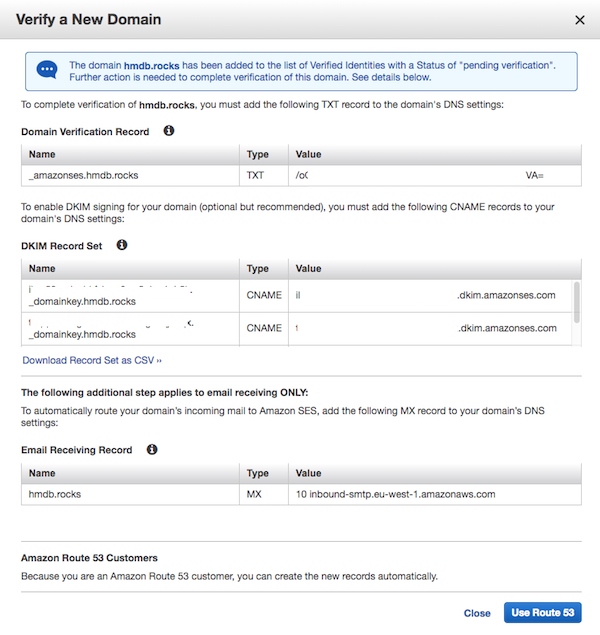 Verify a New Domain
The domain hmdb.rocks has been added to the list of Verified Identities with a Status of "pending verification".
Further action is needed to complete verification of this domain. See details below.
To complete verification of hmdb.rocks, you must add the following TXT record to the domain's DNS settings:
Domain Verification Record
Name Type Value
_amazonses.hmdb.rocks TXT VA=
To enable DKIM signing for your domain (optional but recommended), you must add the following CNAME records to your
domain's DNS settings:
DKIM Record Set
Name Type Value
_domainkey.hmdb.rocks CNAME .dkim.amazonses.com
_domainkey.hmdb.rocks CNAME .dkim.amazonses.com
Download Record Set as CSV ››
The following additional step applies to email receiving ONLY:
To automatically route your domain's incoming mail to Amazon SES, add the following MX record to your domain's DNS
settings:
Email Receiving Record
Name Type Value
hmdb.rocks MX 10 inbound-smtp.eu-west-1.amazonaws.com
Amazon Route 53 Customers
Because you are an Amazon Route 53 customer, you can create the new records automatically.
Close Use Route 53